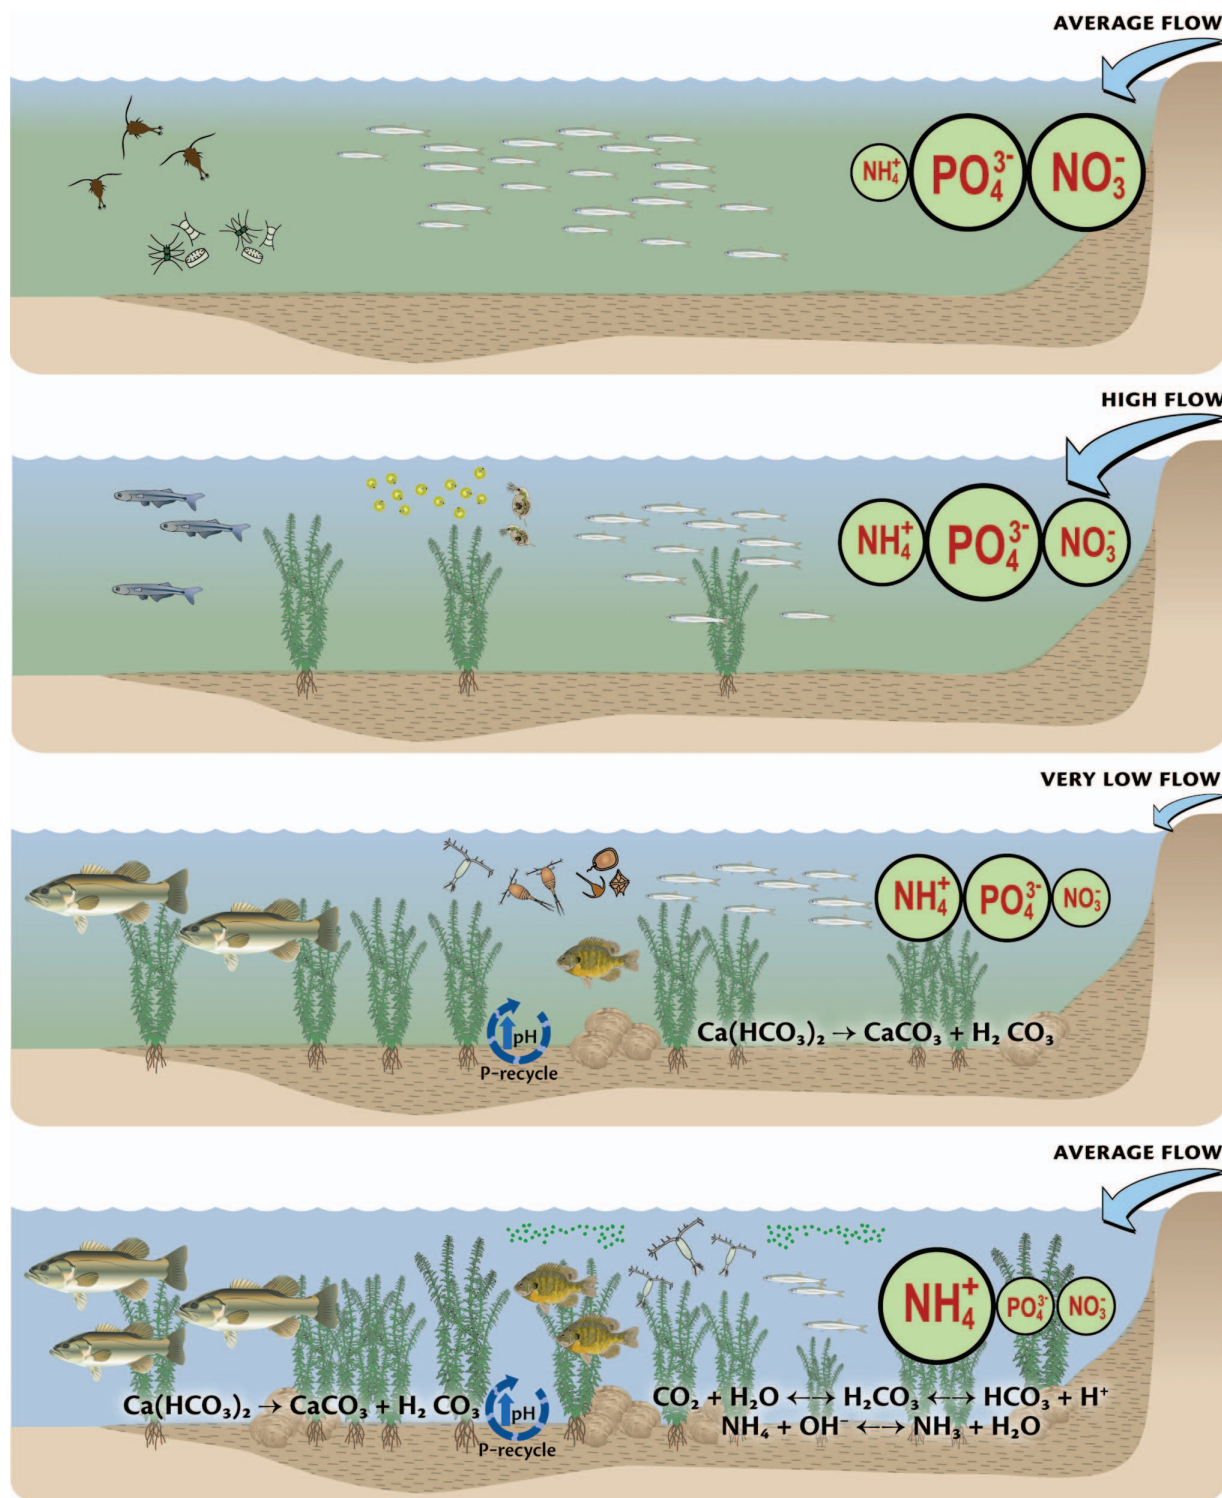 AVERAGE FLOW
NH₄⁺ PO₄³⁻ NO₃⁻
HIGH FLOW
NH₄⁺ PO₄³⁻ NO₃⁻
VERY LOW FLOW
NH₄⁺ PO₄³⁻ NO₃⁻
pH
Ca(HCO₃)₂ → CaCO₃ + H₂ CO₃
P-recycle
AVERAGE FLOW
NH₄⁺ PO₄³⁻ NO₃⁻
Ca(HCO₃)₂ → CaCO₃ + H₂ CO₃
pH
P-recycle
CO₂ + H₂O ⟷ H₂CO₃ ⟷ HCO₃ + H⁺
NH₄ + OH⁻ ⟷ NH₃ + H₂O